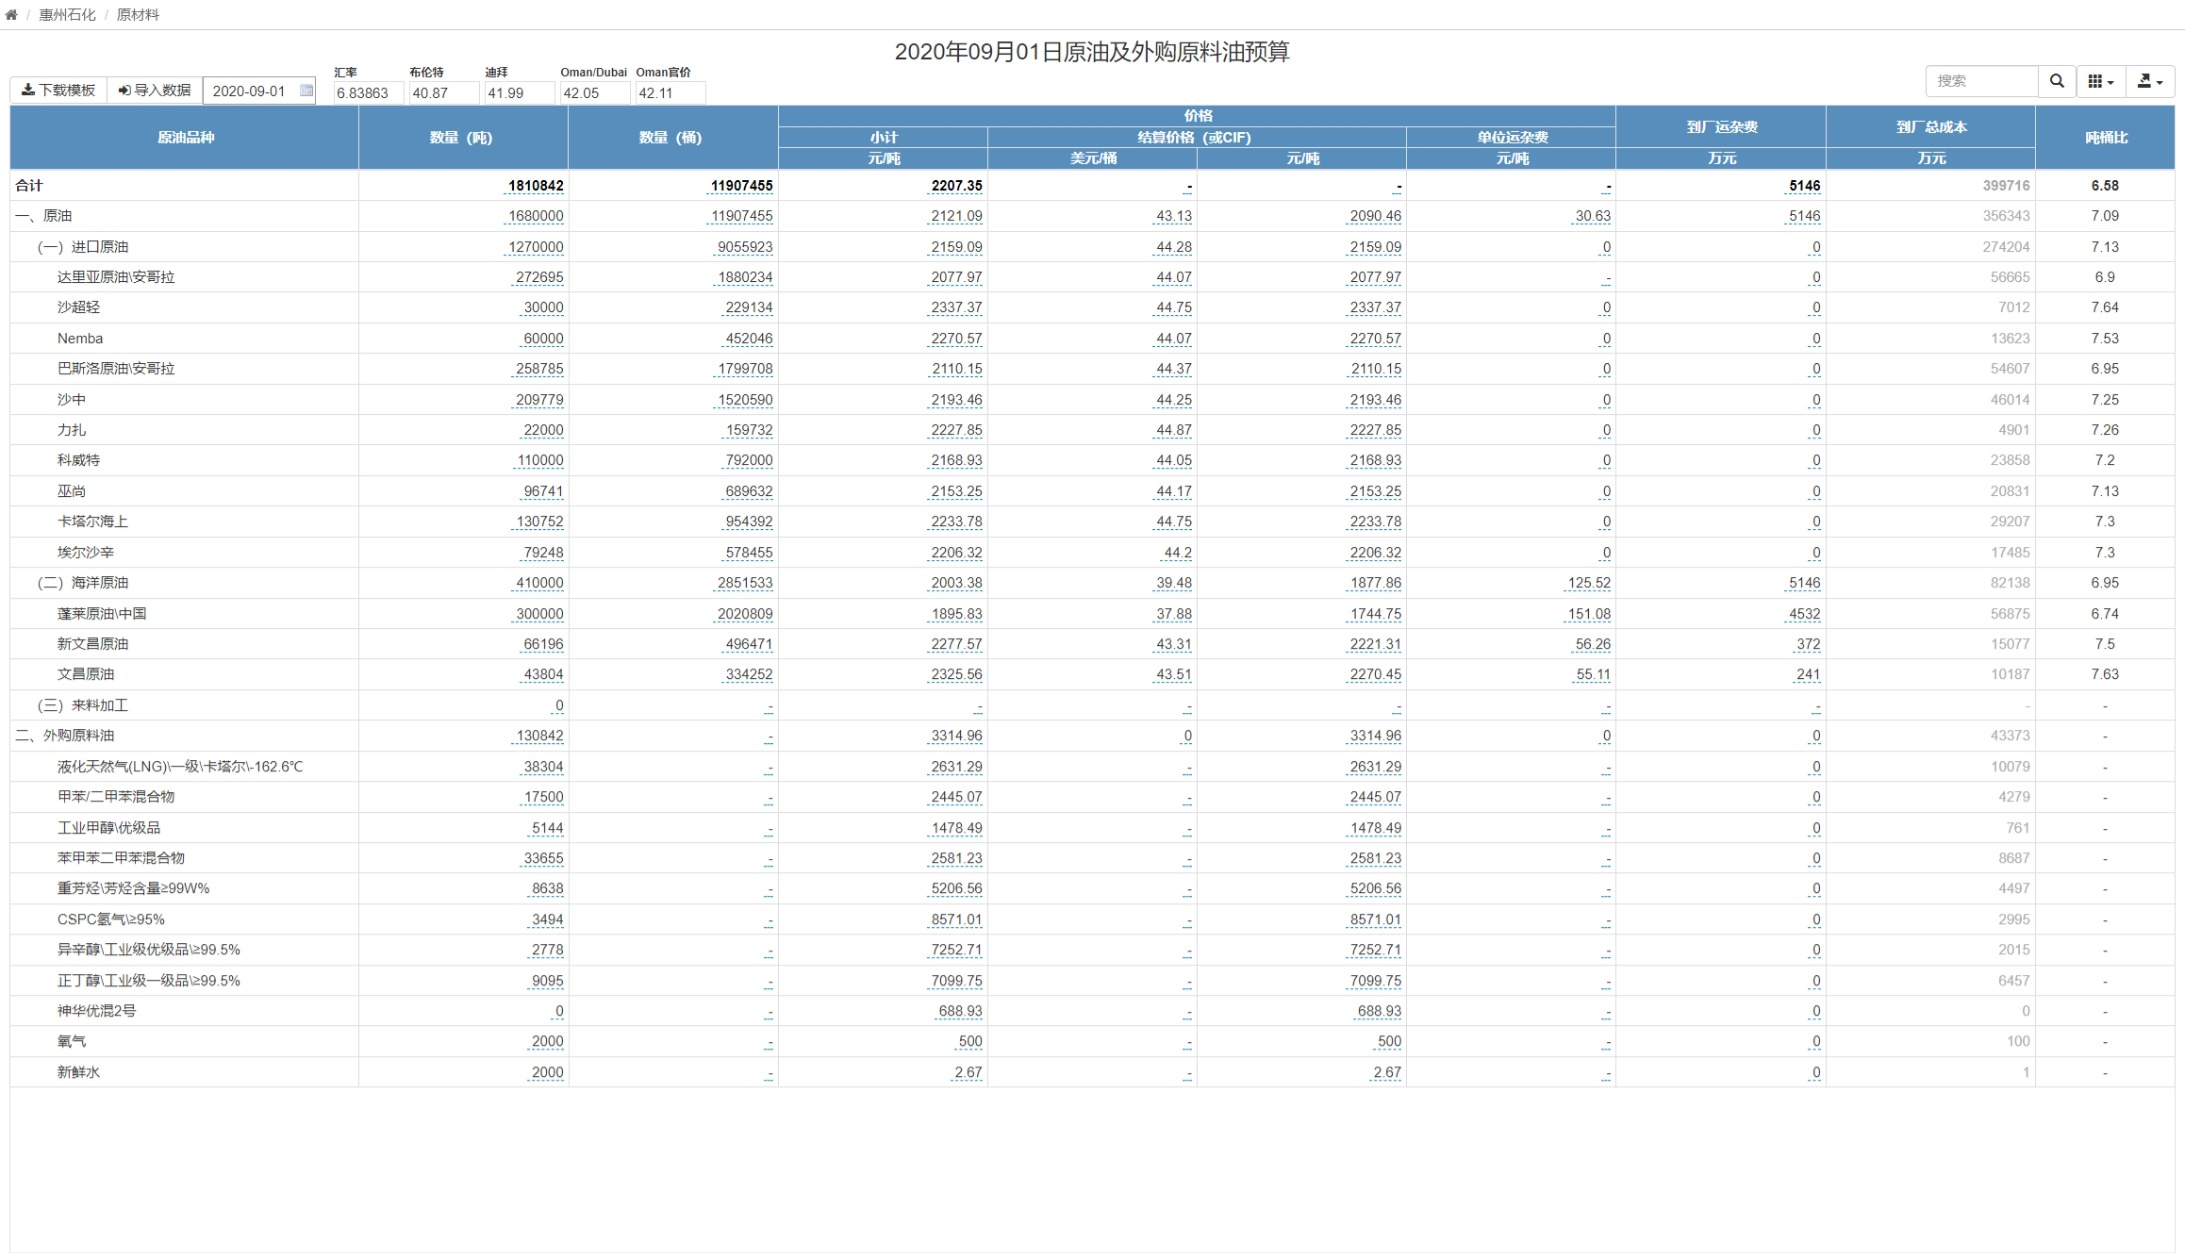 惠州石化 / 原材料
2020年09月01日原油及外购原料油预算
下载模板 导入数据 2020-09-01
汇率 布伦特 迪拜 Oman/Dubai Oman官价
6.83863 40.87 41.99 42.05 42.11
搜索
原油品种 数量（吨） 数量（桶） 价格 到厂运杂费 到厂总成本 吨桶比
小计 结算价格（或CIF） 单位运杂费
元/吨 美元/桶 元/吨 元/吨 万元 万元
合计 1810842 11907455 2207.35 - - - 5146 399716 6.58
一、原油 1680000 11907455 2121.09 43.13 2090.46 30.63 5146 356343 7.09
（一）进口原油 1270000 9055923 2159.09 44.28 2159.09 0 0 274204 7.13
达里亚原油\安哥拉 272695 1880234 2077.97 44.07 2077.97 - 0 56665 6.9
沙超轻 30000 229134 2337.37 44.75 2337.37 0 0 7012 7.64
Nemba 60000 452046 2270.57 44.07 2270.57 0 0 13623 7.53
巴斯洛原油\安哥拉 258785 1799708 2110.15 44.37 2110.15 0 0 54607 6.95
沙中 209779 1520590 2193.46 44.25 2193.46 0 0 46014 7.25
力扎 22000 159732 2227.85 44.87 2227.85 0 0 4901 7.26
科威特 110000 792000 2168.93 44.05 2168.93 0 0 23858 7.2
巫尚 96741 689632 2153.25 44.17 2153.25 0 0 20831 7.13
卡塔尔海上 130752 954392 2233.78 44.75 2233.78 0 0 29207 7.3
埃尔沙辛 79248 578455 2206.32 44.2 2206.32 0 0 17485 7.3
（二）海洋原油 410000 2851533 2003.38 39.48 1877.86 125.52 5146 82138 6.95
蓬莱原油\中国 300000 2020809 1895.83 37.88 1744.75 151.08 4532 56875 6.74
新文昌原油 66196 496471 2277.57 43.31 2221.31 56.26 372 15077 7.5
文昌原油 43804 334252 2325.56 43.51 2270.45 55.11 241 10187 7.63
（三）来料加工 0 - - - - - - - -
二、外购原料油 130842 - 3314.96 0 3314.96 0 0 43373 -
液化天然气(LNG)\一级\卡塔尔\-162.6℃ 38304 - 2631.29 - 2631.29 - 0 10079 -
甲苯/二甲苯混合物 17500 - 2445.07 - 2445.07 - 0 4279 -
工业甲醇\优级品 5144 - 1478.49 - 1478.49 - 0 761 -
苯甲苯二甲苯混合物 33655 - 2581.23 - 2581.23 - 0 8687 -
重芳烃\芳烃含量≥99W% 8638 - 5206.56 - 5206.56 - 0 4497 -
CSPC氢气\≥95% 3494 - 8571.01 - 8571.01 - 0 2995 -
异辛醇\工业级优级品\≥99.5% 2778 - 7252.71 - 7252.71 - 0 2015 -
正丁醇\工业级一级品\≥99.5% 9095 - 7099.75 - 7099.75 - 0 6457 -
神华优混2号 0 - 688.93 - 688.93 - 0 0 -
氧气 2000 - 500 - 500 - 0 100 -
新鲜水 2000 - 2.67 - 2.67 - 0 1 -